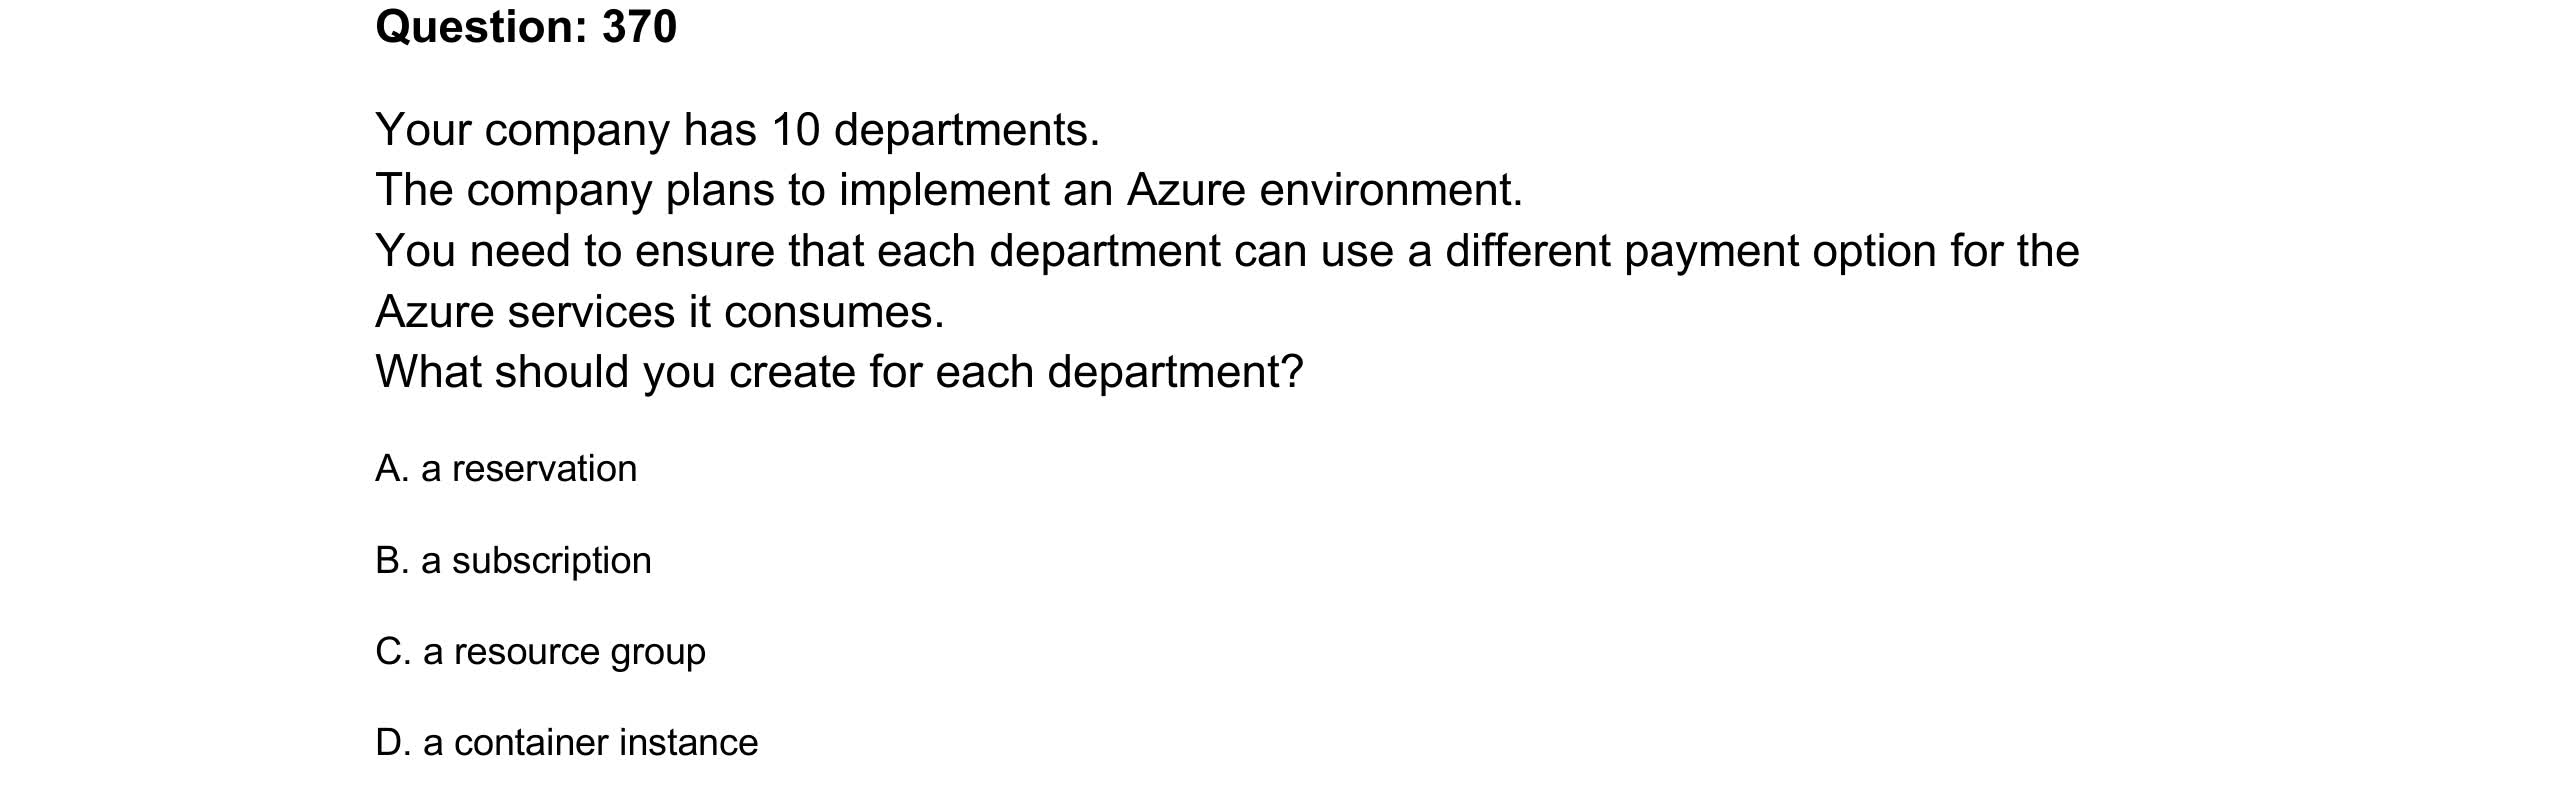 Question: 370
Your company has 10 departments.
The company plans to implement an Azure environment.
You need to ensure that each department can use a different payment option for the
Azure services it consumes.
What should you create for each department?
A. a reservation
B. a subscription
C. a resource group
D. a container instance